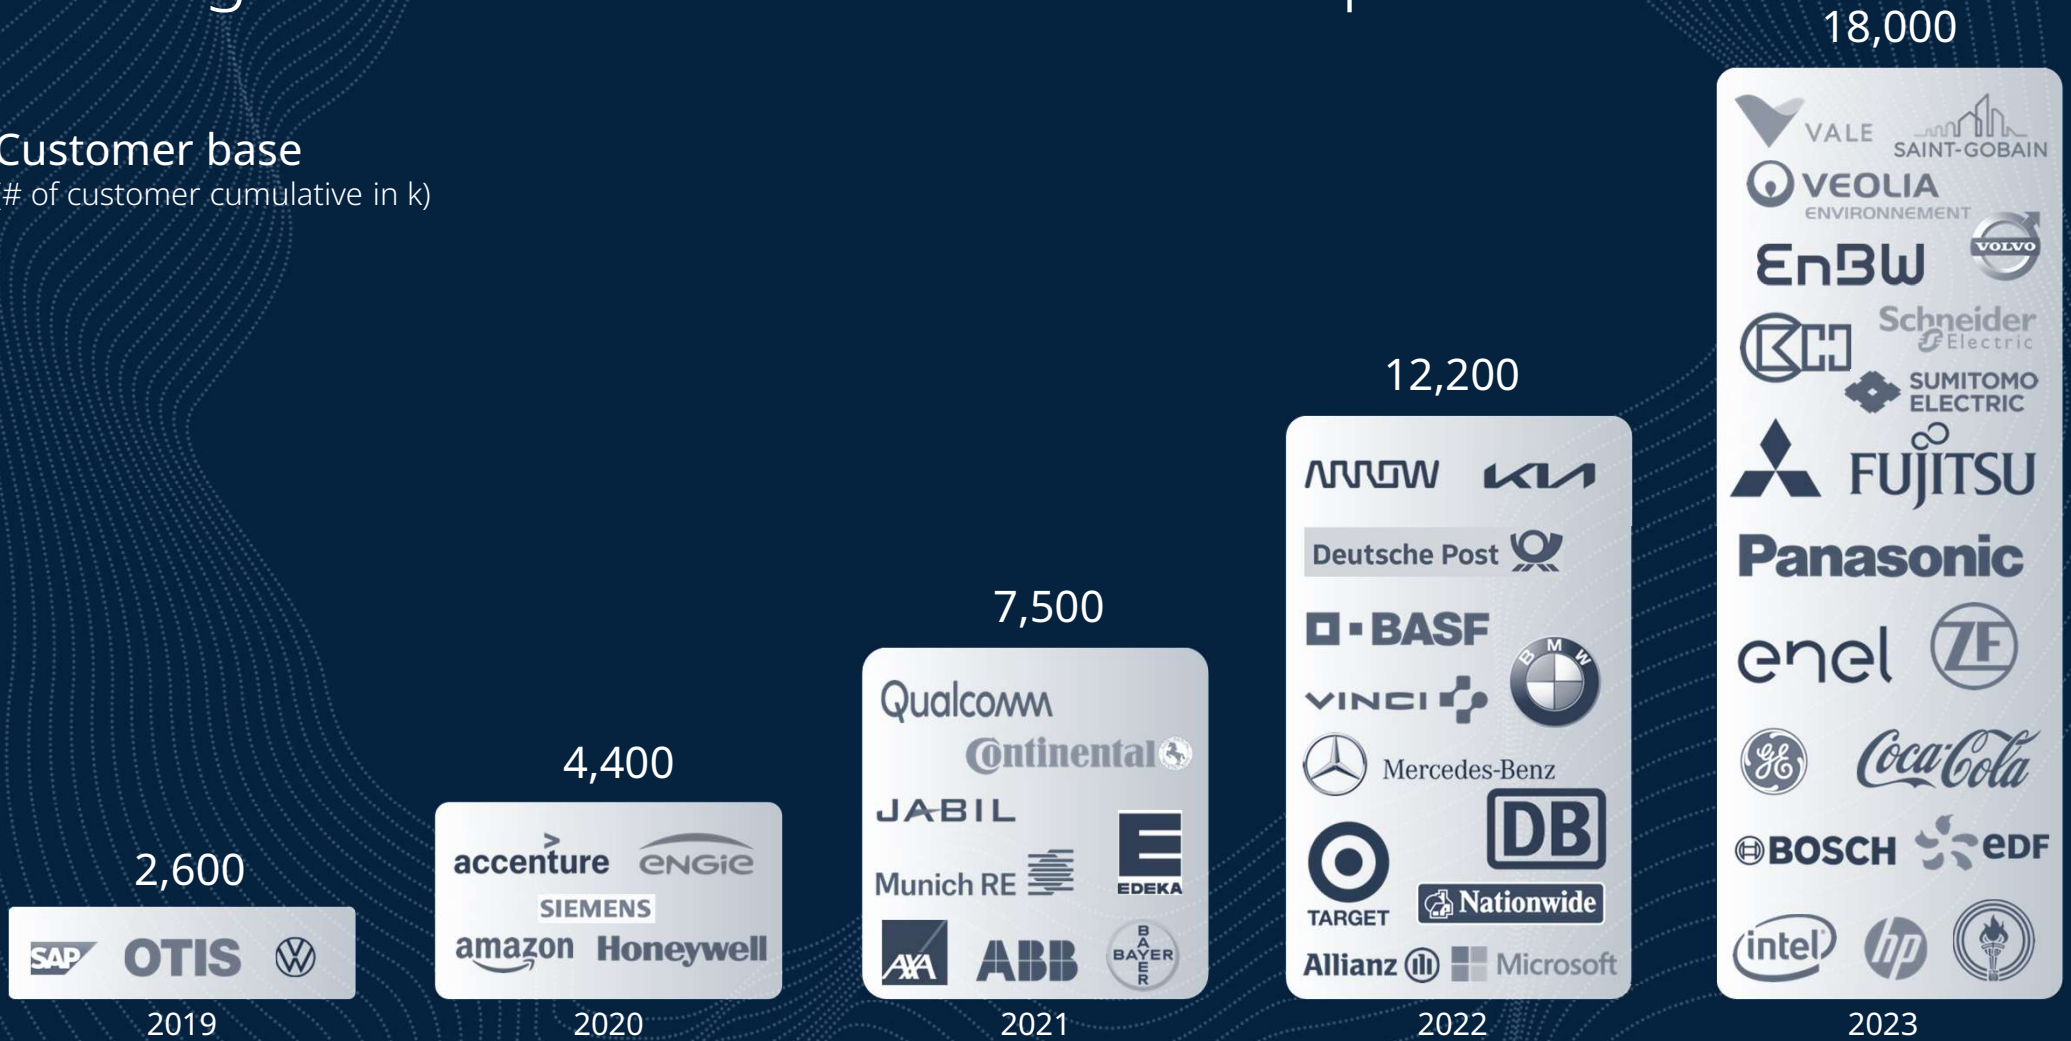 18,000
Customer base
(# of customer cumulative in k)
VALE
SAINT-GOBAIN
VEOLIA
ENVIRONNEMENT
EnBW
VOLVO
Schneider
Electric
SUMITOMO
ELECTRIC
12,200
ARROW KIA
FUJITSU
Deutsche Post
Panasonic
7,500
BASF
BMW
enel ZF
Qualcomm
VINCI
Continental
4,400
Mercedes-Benz
GE Coca-Cola
JABIL
DB
accenture ENGIE
EDEKA
BOSCH eDF
2,600
Munich RE
TARGET
Nationwide
SIEMENS
SAP OTIS VW
amazon Honeywell
AXA ABB BAYER BAYER
Allianz Microsoft
intel hp
2019 2020 2021 2022 2023